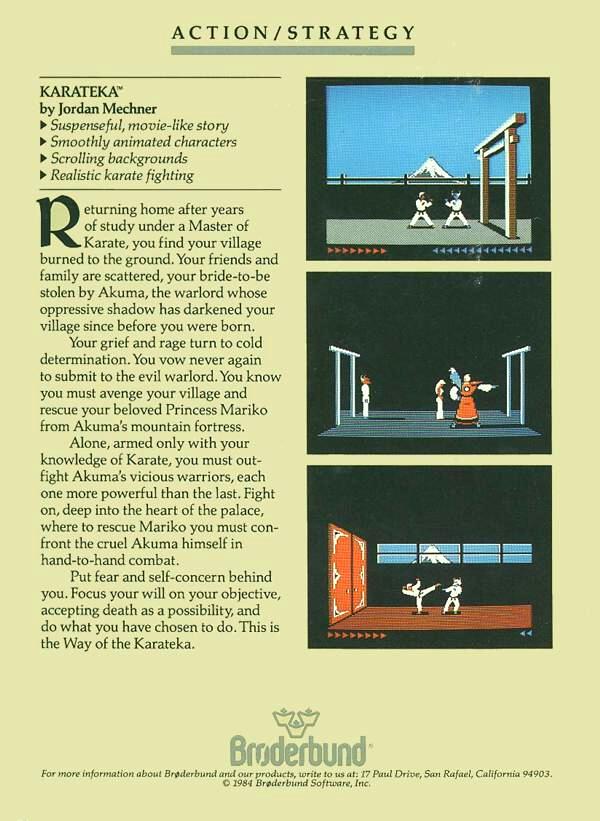 ACTION/STRATEGY
KARATEKA™
by Jordan Mechner
▶ Suspenseful, movie-like story
▶ Smoothly animated characters
▶ Scrolling backgrounds
▶ Realistic karate fighting
Returning home after years
of study under a Master of
Karate, you find your village
burned to the ground. Your friends and
family are scattered, your bride-to-be
stolen by Akuma, the warlord whose
oppressive shadow has darkened your
village since before you were born.
Your grief and rage turn to cold
determination. You vow never again
to submit to the evil warlord. You know
you must avenge your village and
rescue your beloved Princess Mariko
from Akuma's mountain fortress.
Alone, armed only with your
knowledge of Karate, you must out-
fight Akuma's vicious warriors, each
one more powerful than the last. Fight
on, deep into the heart of the palace,
where to rescue Mariko you must con-
front the cruel Akuma himself in
hand-to-hand combat.
Put fear and self-concern behind
you. Focus your will on your objective,
accepting death as a possibility, and
do what you have chosen to do. This is
the Way of the Karateka.
Brøderbund®
For more information about Brøderbund and our products, write to us at: 17 Paul Drive, San Rafael, California 94903.
© 1984 Brøderbund Software, Inc.